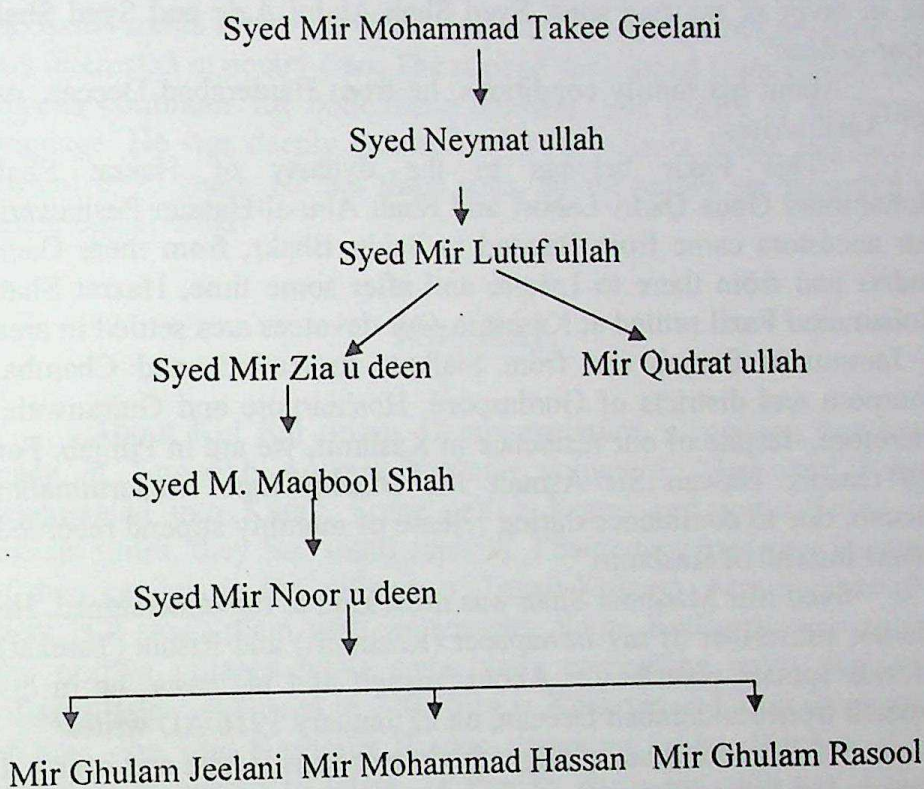 Syed Mir Mohammad Takee Geelani
Syed Neymat ullah
Syed Mir Lutuf ullah
Syed Mir Zia u deen Mir Qudrat ullah
Syed M. Maqbool Shah
Syed Mir Noor u deen
Mir Ghulam Jeelani Mir Mohammad Hassan Mir Ghulam Rasool